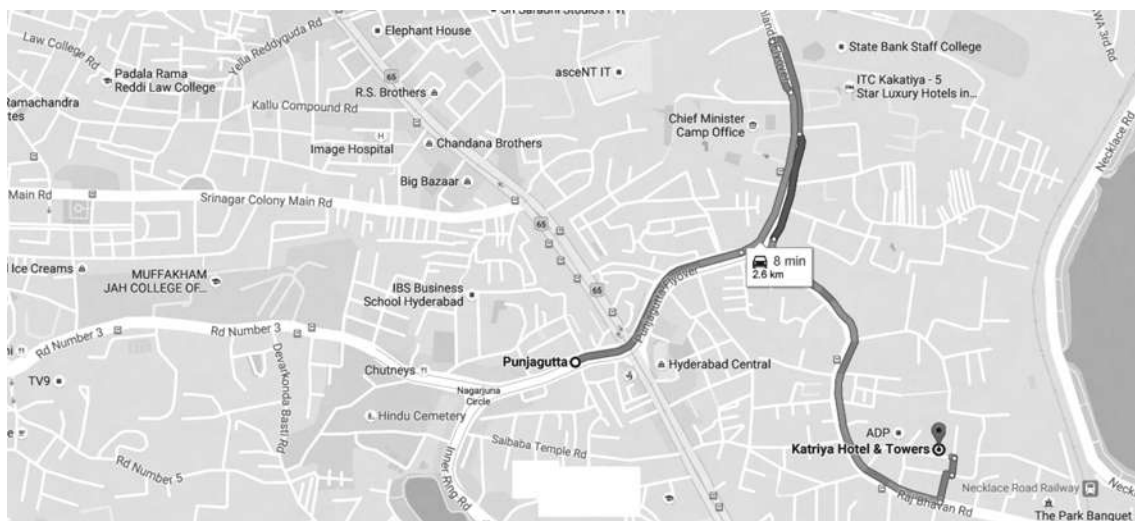 Elephant House
State Bank Staff College
Law College Rd
Yella Reddyguda Rd
Padala Rama
Reddi Law College
65
asceNT IT
ITC Kakatiya - 5
Star Luxury Hotels in...
WA 3rd Rd
Ramachandra
tes
R.S. Brothers
Kallu Compound Rd
Chief Minister
Camp Office
H
Image Hospital
Chandana Brothers
Necklace Rd
Big Bazaar
Main Rd
Srinagar Colony Main Rd
65
Ice Creams
MUFFAKHAM
JAH COLLEGE OF...
8 min
2.6 km
IBS Business
School Hyderabad
65
Punjagutta Flyover
Rd Number 3
Rd Number 3
Devarkonda Basti Rd
Punjagutta
Hyderabad Central
Chutneys
TV9
Nagarjuna
Circle
Hindu Cemetery
ADP
Saibaba Temple Rd
Katriya Hotel & Towers
Rd Number 5
Inner Ring Rd
Raj Bhavan Rd
Necklace Road Railway
The Park Banquet